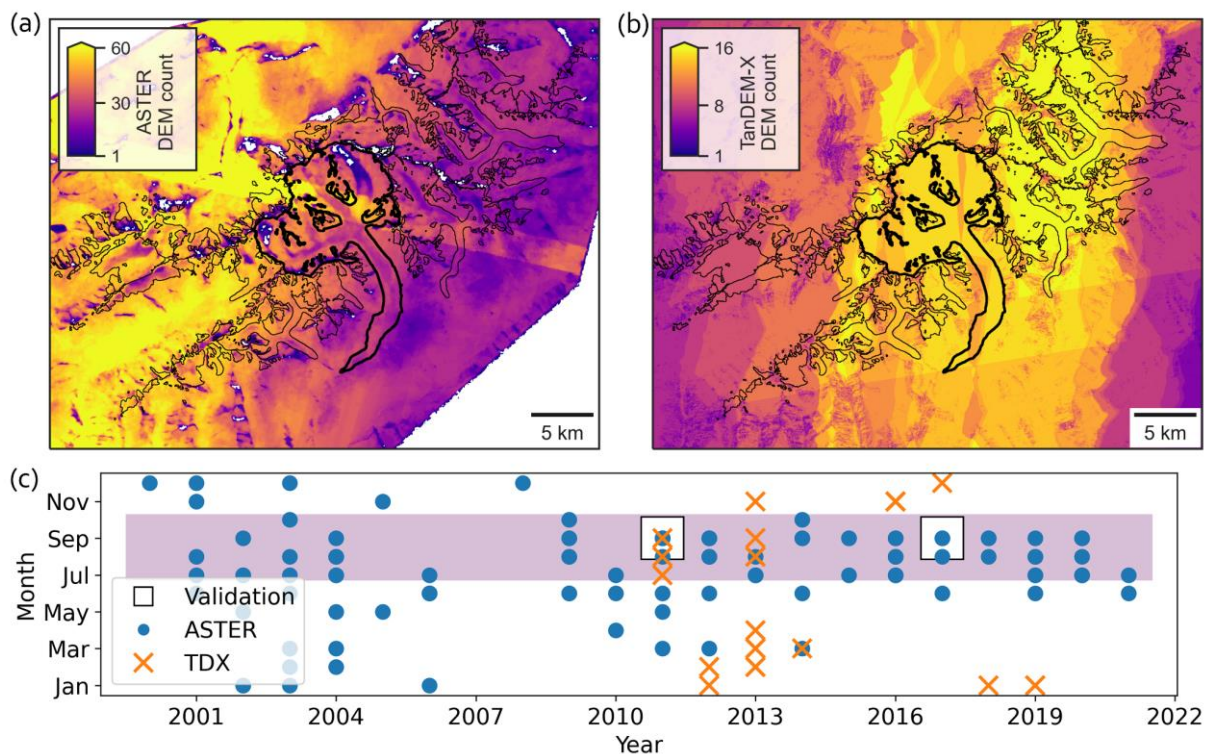 (a)
60
30
1
ASTER
DEM count
5 km
(b)
16
8
1
TanDEM-X
DEM count
5 km
(c)
Nov
Sep
Jul
May
Mar
Jan
Month
Validation
ASTER
TDX
2001 2004 2007 2010 2013 2016 2019 2022
Year